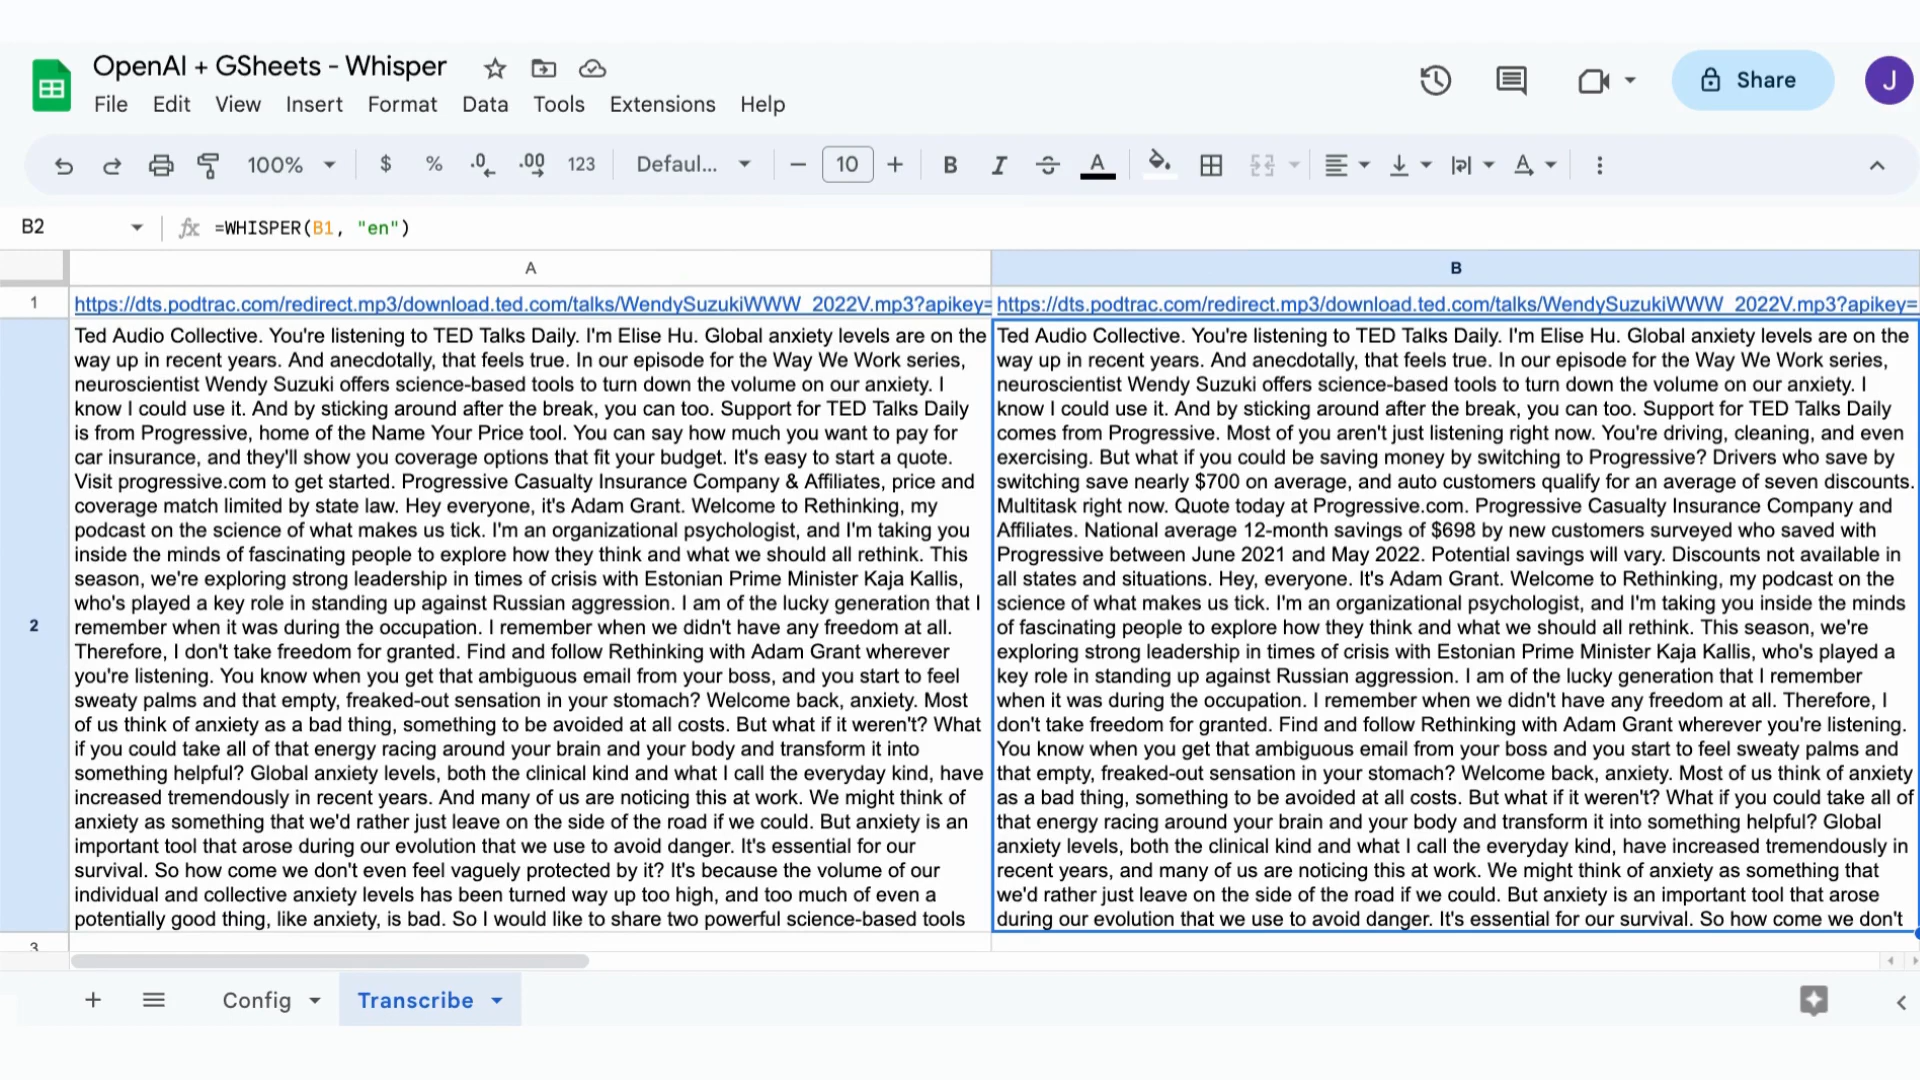 OpenAI + GSheets - Whisper
Share
J
File Edit View Insert Format Data Tools Extensions Help
100% $ % .0 .00 123 Defaul... 10 B I A
B2 fx =WHISPER(B1, "en")
A B
1
https://dts.podtrac.com/redirect.mp3/download.ted.com/talks/WendySuzukiWWW_2022V.mp3?apikey=
https://dts.podtrac.com/redirect.mp3/download.ted.com/talks/WendySuzukiWWW_2022V.mp3?apikey=
2
Ted Audio Collective. You're listening to TED Talks Daily. I'm Elise Hu. Global anxiety levels are on the
way up in recent years. And anecdotally, that feels true. In our episode for the Way We Work series,
neuroscientist Wendy Suzuki offers science-based tools to turn down the volume on our anxiety. I
know I could use it. And by sticking around after the break, you can too. Support for TED Talks Daily
is from Progressive, home of the Name Your Price tool. You can say how much you want to pay for
car insurance, and they'll show you coverage options that fit your budget. It's easy to start a quote.
Visit progressive.com to get started. Progressive Casualty Insurance Company & Affiliates, price and
coverage match limited by state law. Hey everyone, it's Adam Grant. Welcome to Rethinking, my
podcast on the science of what makes us tick. I'm an organizational psychologist, and I'm taking you
inside the minds of fascinating people to explore how they think and what we should all rethink. This
season, we're exploring strong leadership in times of crisis with Estonian Prime Minister Kaja Kallis,
who's played a key role in standing up against Russian aggression. I am of the lucky generation that I
remember when it was during the occupation. I remember when we didn't have any freedom at all.
Therefore, I don't take freedom for granted. Find and follow Rethinking with Adam Grant wherever
you're listening. You know when you get that ambiguous email from your boss, and you start to feel
sweaty palms and that empty, freaked-out sensation in your stomach? Welcome back, anxiety. Most
of us think of anxiety as a bad thing, something to be avoided at all costs. But what if it weren't? What
if you could take all of that energy racing around your brain and your body and transform it into
something helpful? Global anxiety levels, both the clinical kind and what I call the everyday kind, have
increased tremendously in recent years. And many of us are noticing this at work. We might think of
anxiety as something that we'd rather just leave on the side of the road if we could. But anxiety is an
important tool that arose during our evolution that we use to avoid danger. It's essential for our
survival. So how come we don't even feel vaguely protected by it? It's because the volume of our
individual and collective anxiety levels has been turned way up too high, and too much of even a
potentially good thing, like anxiety, is bad. So I would like to share two powerful science-based tools
Ted Audio Collective. You're listening to TED Talks Daily. I'm Elise Hu. Global anxiety levels are on the
way up in recent years. And anecdotally, that feels true. In our episode for the Way We Work series,
neuroscientist Wendy Suzuki offers science-based tools to turn down the volume on our anxiety. I
know I could use it. And by sticking around after the break, you can too. Support for TED Talks Daily
comes from Progressive. Most of you aren't just listening right now. You're driving, cleaning, and even
exercising. But what if you could be saving money by switching to Progressive? Drivers who save by
switching save nearly $700 on average, and auto customers qualify for an average of seven discounts.
Multitask right now. Quote today at Progressive.com. Progressive Casualty Insurance Company and
Affiliates. National average 12-month savings of $698 by new customers surveyed who saved with
Progressive between June 2021 and May 2022. Potential savings will vary. Discounts not available in
all states and situations. Hey, everyone. It's Adam Grant. Welcome to Rethinking, my podcast on the
science of what makes us tick. I'm an organizational psychologist, and I'm taking you inside the minds
of fascinating people to explore how they think and what we should all rethink. This season, we're
exploring strong leadership in times of crisis with Estonian Prime Minister Kaja Kallis, who's played a
key role in standing up against Russian aggression. I am of the lucky generation that I remember
when it was during the occupation. I remember when we didn't have any freedom at all. Therefore, I
don't take freedom for granted. Find and follow Rethinking with Adam Grant wherever you're listening.
You know when you get that ambiguous email from your boss and you start to feel sweaty palms and
that empty, freaked-out sensation in your stomach? Welcome back, anxiety. Most of us think of anxiety
as a bad thing, something to be avoided at all costs. But what if it weren't? What if you could take all of
that energy racing around your brain and your body and transform it into something helpful? Global
anxiety levels, both the clinical kind and what I call the everyday kind, have increased tremendously in
recent years, and many of us are noticing this at work. We might think of anxiety as something that
we'd rather just leave on the side of the road if we could. But anxiety is an important tool that arose
during our evolution that we use to avoid danger. It's essential for our survival. So how come we don't
3
Config Transcribe